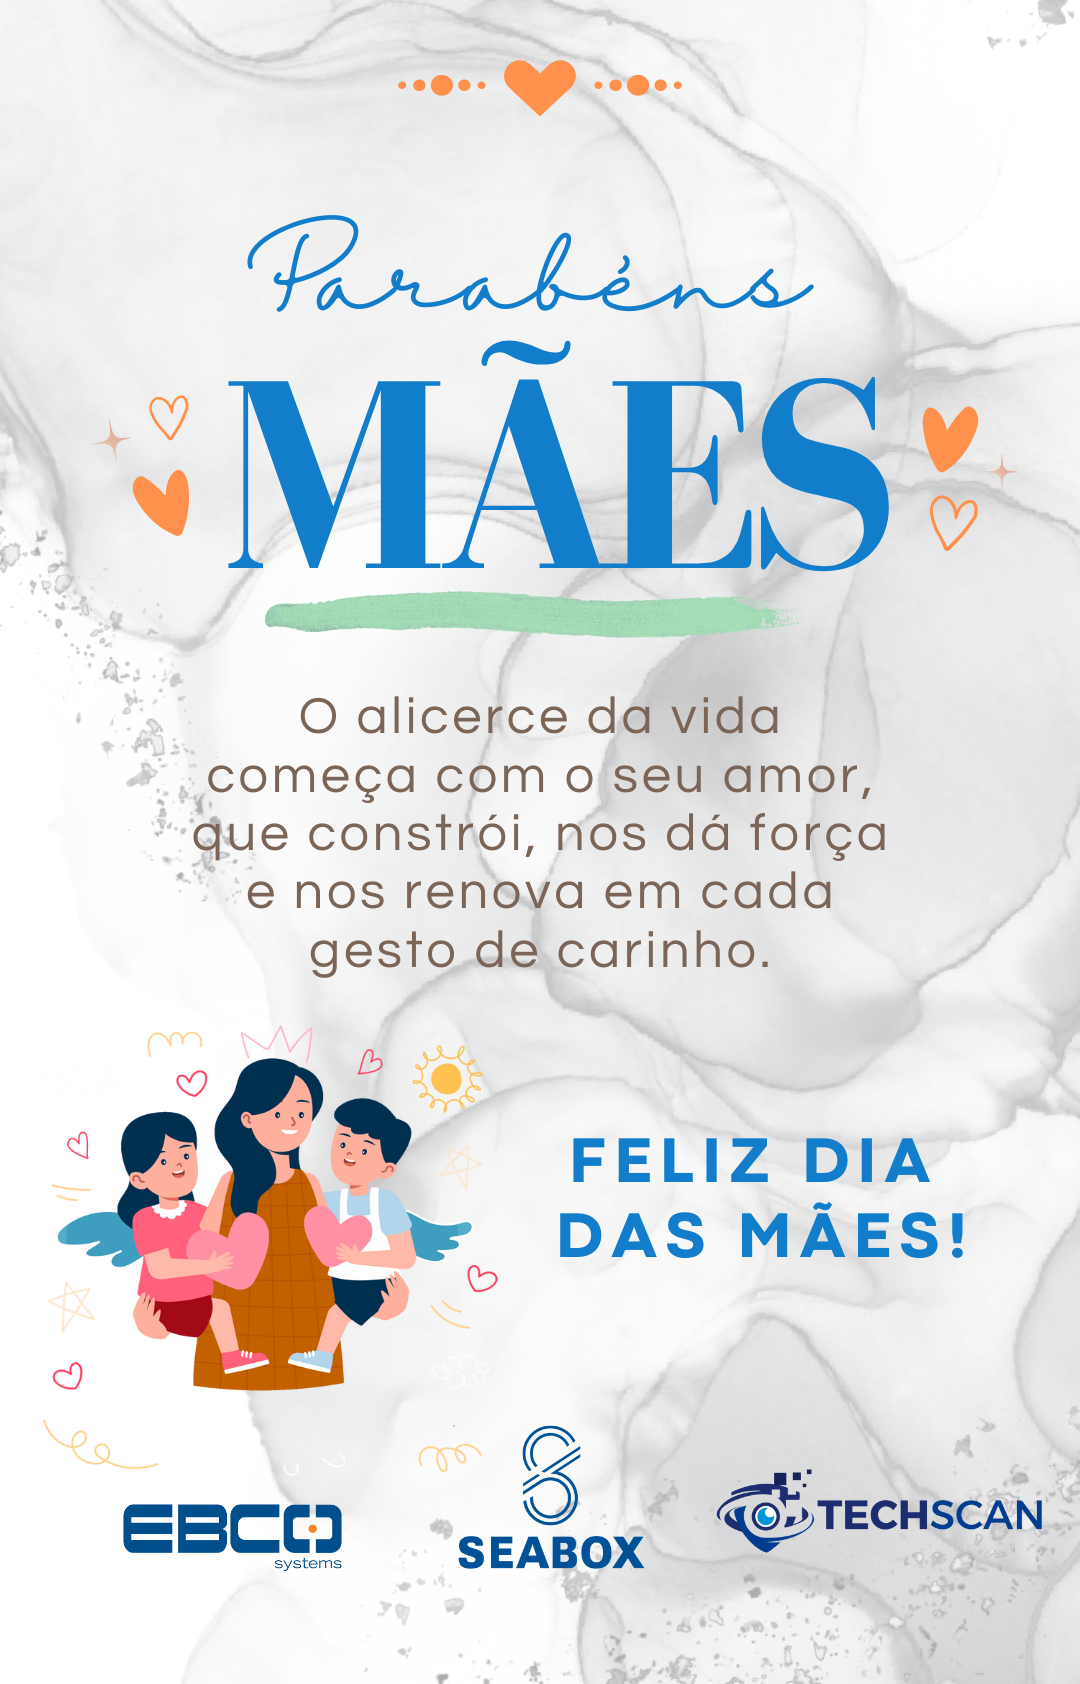 Parabéns
MÃES
O alicerce da vida
começa com o seu amor,
que constrói, nos dá força
e nos renova em cada
gesto de carinho.
FELIZ DIA
DAS MÃES!
EBCO
systems
SEABOX
TECHSCAN